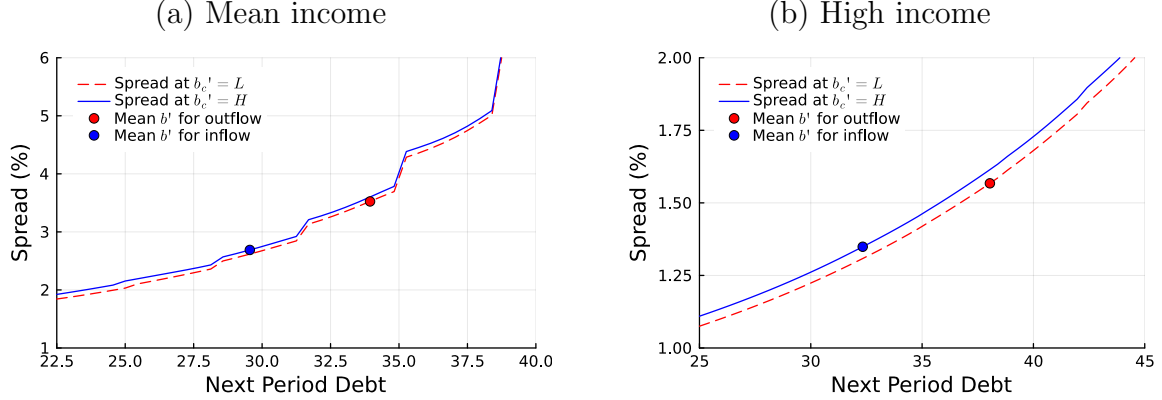 (a) Mean income
6
5
4
3
2
1
Spread (%)
Spread at b_c' = L
Spread at b_c' = H
Mean b' for outflow
Mean b' for inflow
22.5 25.0 27.5 30.0 32.5 35.0 37.5 40.0
Next Period Debt
(b) High income
2.00
1.75
1.50
1.25
1.00
Spread (%)
Spread at b_c' = L
Spread at b_c' = H
Mean b' for outflow
Mean b' for inflow
25 30 35 40 45
Next Period Debt